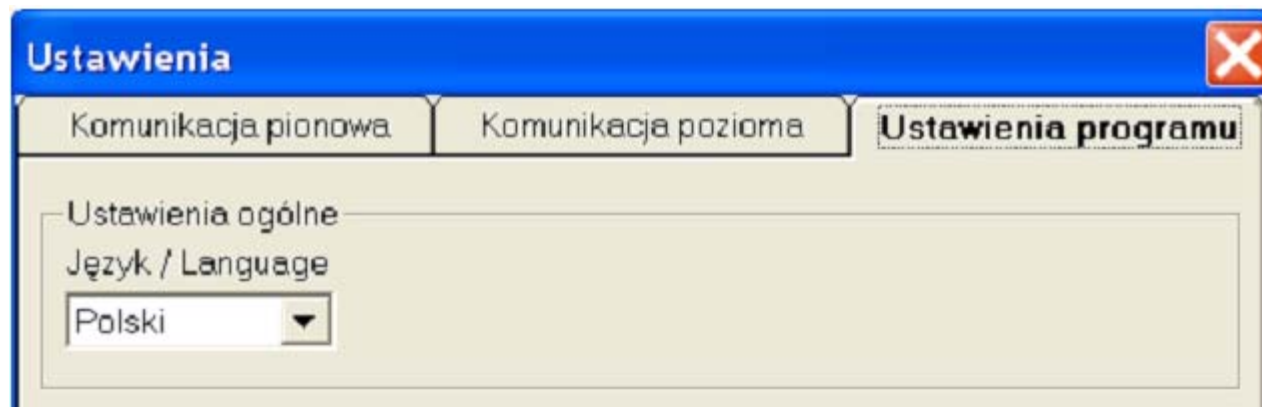 Ustawienia
Komunikacja pionowa Komunikacja pozioma Ustawienia programu
Ustawienia ogólne
Język / Language
Polski